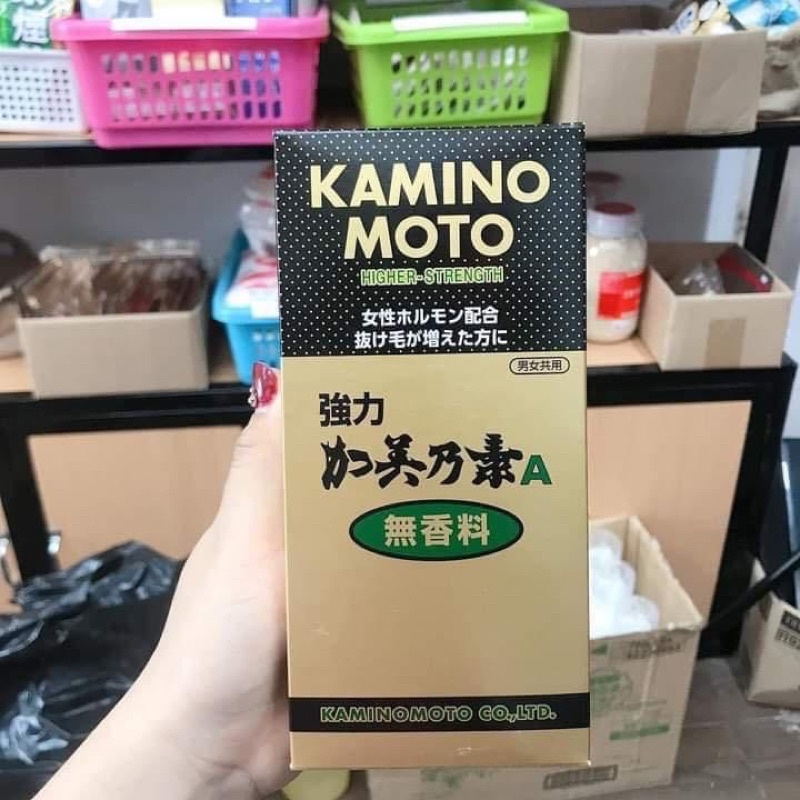 KAMINO
MOTO
HIGHER-STRENGTH
女性ホルモン配合
抜け毛が増えた方に
男女共用
強力
加美乃素A
無香料
KAMINOMOTO CO.,LTD.